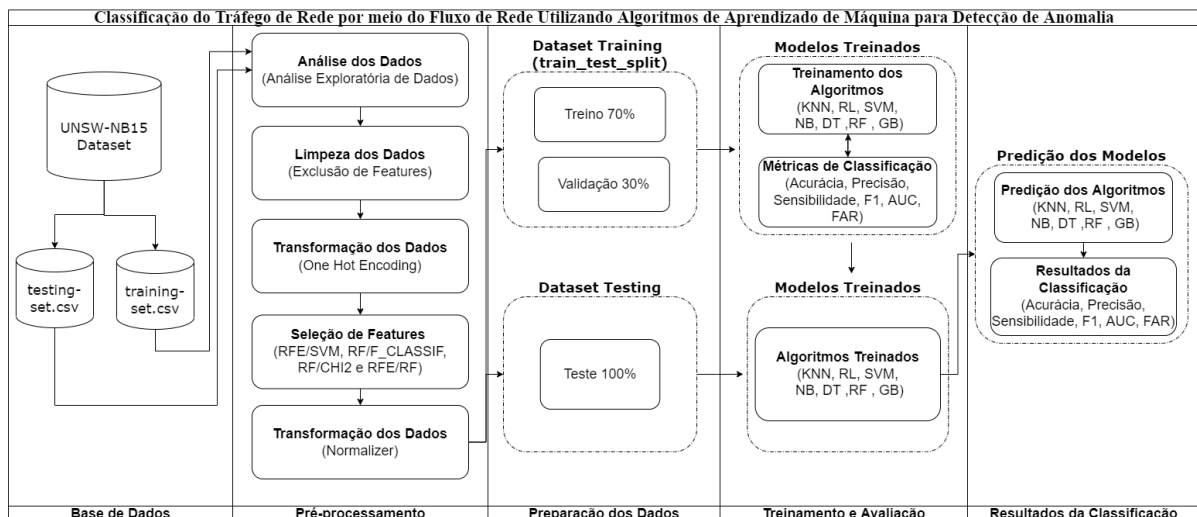 Classificação do Tráfego de Rede por meio do Fluxo de Rede Utilizando Algoritmos de Aprendizado de Máquina para Detecção de Anomalia
UNSW-NB15
Dataset
testing-
set.csv
training-
set.csv
Base de Dados
Análise dos Dados
(Análise Exploratória de Dados)
Limpeza dos Dados
(Exclusão de Features)
Transformação dos Dados
(One Hot Encoding)
Seleção de Features
(RFE/SVM, RF/F_CLASSIF,
RF/CHI2 e RFE/RF)
Transformação dos Dados
(Normalizer)
Pré-processamento
Dataset Training
(train_test_split)
Treino 70%
Validação 30%
Dataset Testing
Teste 100%
Preparação dos Dados
Modelos Treinados
Treinamento dos
Algoritmos
(KNN, RL, SVM,
NB, DT ,RF , GB)
Métricas de Classificação
(Acurácia, Precisão,
Sensibilidade, F1, AUC,
FAR)
Modelos Treinados
Algoritmos Treinados
(KNN, RL, SVM,
NB, DT ,RF , GB)
Treinamento e Avaliação
Predição dos Modelos
Predição dos Algoritmos
(KNN, RL, SVM,
NB, DT ,RF , GB)
Resultados da
Classificação
(Acurácia, Precisão,
Sensibilidade, F1, AUC, FAR)
Resultados da Classificação